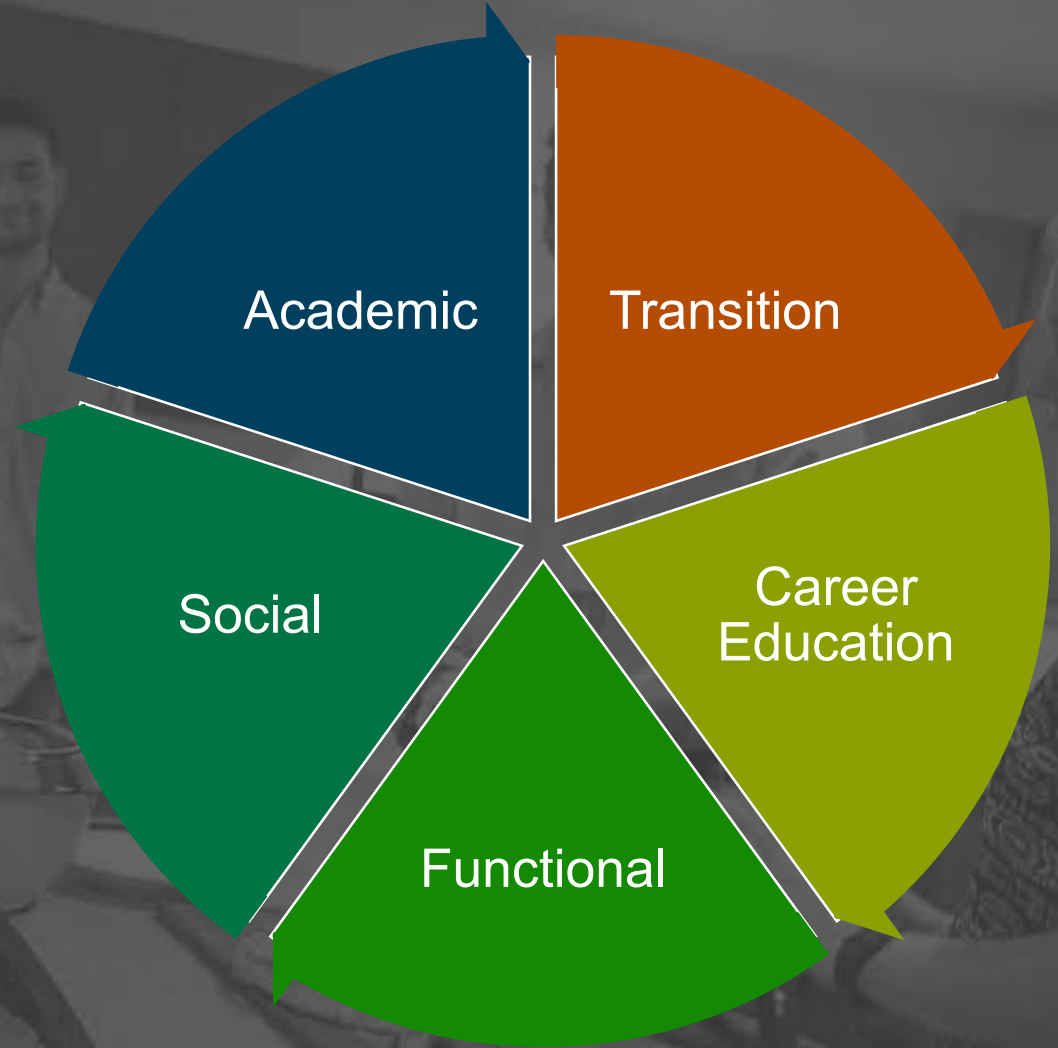 Academic
Transition
Career
Education
Social
Functional